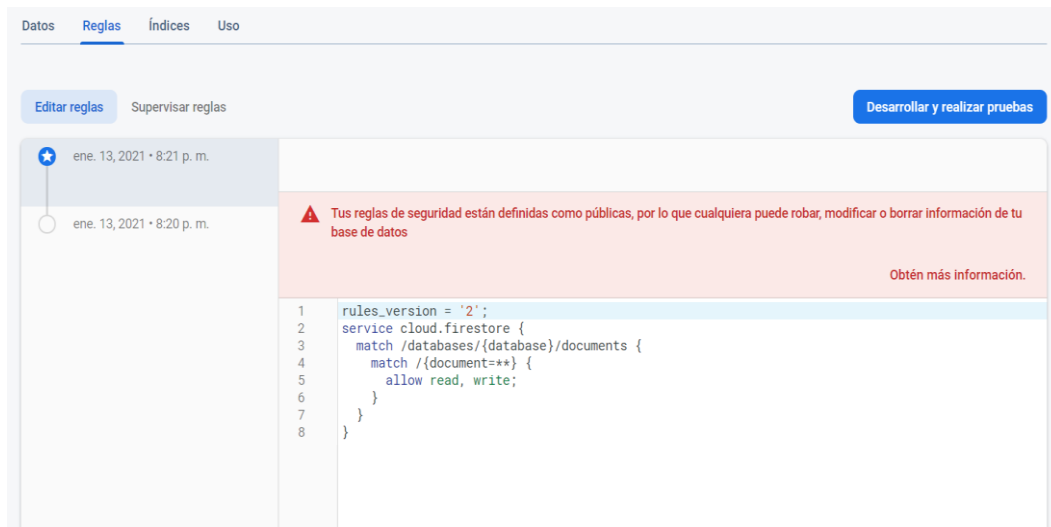 Datos Reglas Índices Uso
Editar reglas Supervisar reglas Desarrollar y realizar pruebas
ene. 13, 2021 • 8:21 p. m.
ene. 13, 2021 • 8:20 p. m.
Tus reglas de seguridad están definidas como públicas, por lo que cualquiera puede robar, modificar o borrar información de tu
base de datos
Obtén más información.
1 rules_version = '2';
2 service cloud.firestore {
3   match /databases/{database}/documents {
4     match /{document=**} {
5       allow read, write;
6     }
7   }
8 }